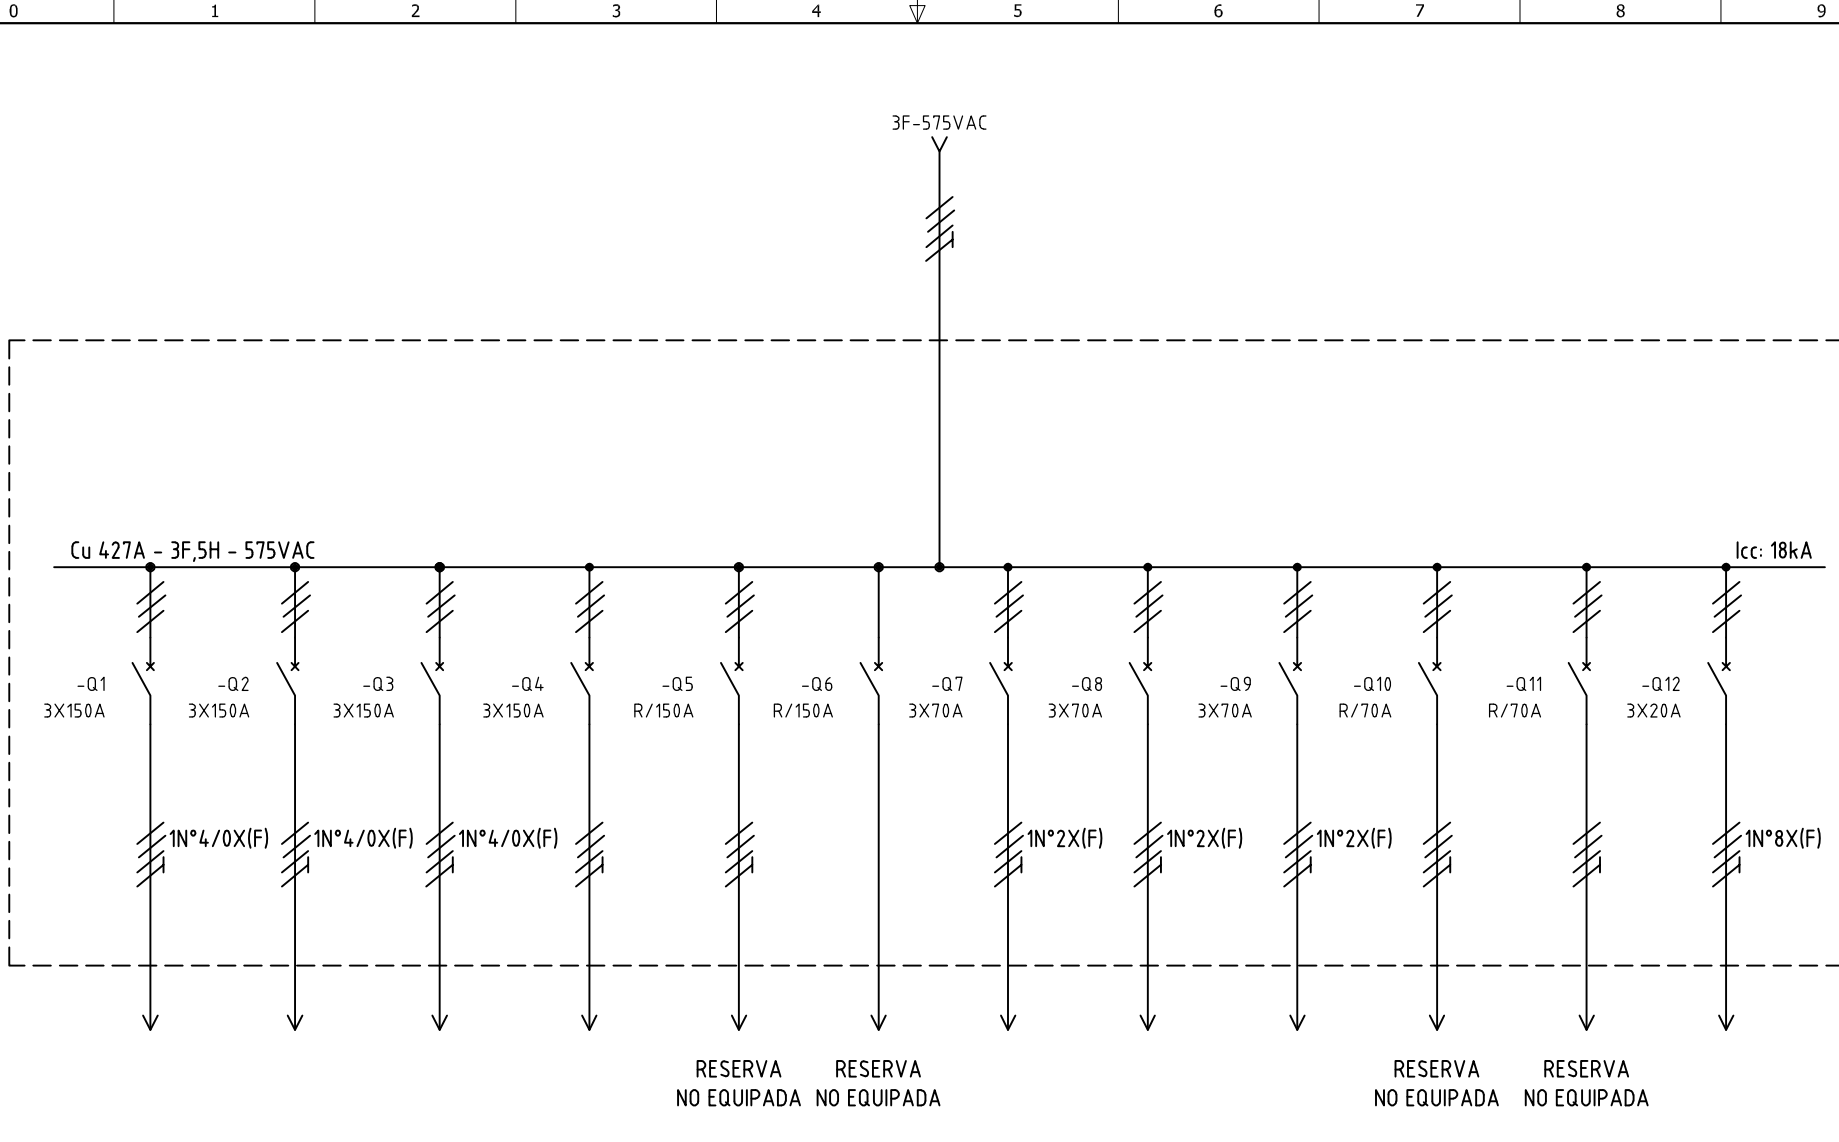 0 1 2 3 4 5 6 7 8 9
3F-575VAC
Cu 427A - 3F,5H - 575VAC Icc: 18kA
-Q1 -Q2 -Q3 -Q4 -Q5 -Q6 -Q7 -Q8 -Q9 -Q10 -Q11 -Q12
3X150A 3X150A 3X150A 3X150A R/150A R/150A 3X70A 3X70A 3X70A R/70A R/70A 3X20A
1N°4/0X(F) 1N°4/0X(F) 1N°4/0X(F) 1N°2X(F) 1N°2X(F) 1N°2X(F) 1N°8X(F)
RESERVA RESERVA RESERVA RESERVA
NO EQUIPADA NO EQUIPADA NO EQUIPADA NO EQUIPADA